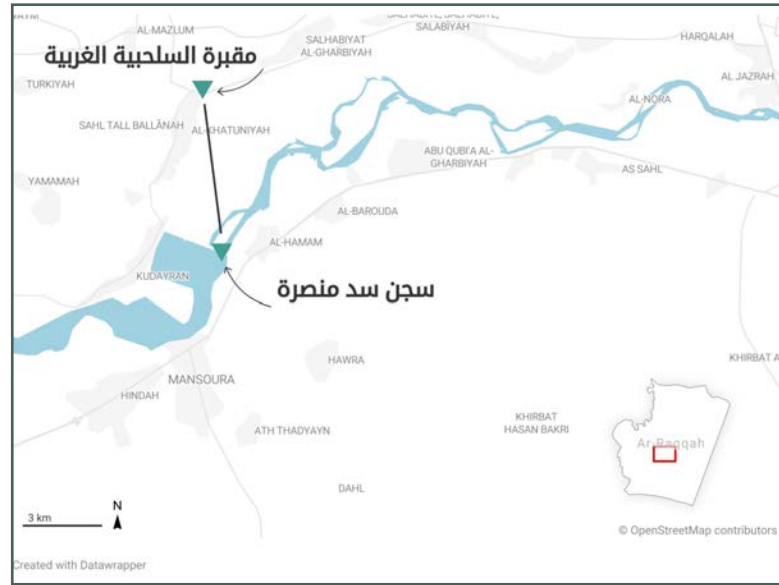 SALHABITE, SALHABITE,
SALABIYAH
AL-MAZLUM
SALHABIYAT
AL-GHARBIYAH
HARQALAH
مقبرة السلحبية الغربية
TURKIYAH
AL JAZRAH
AL-NORA
SAHL TALL BALLĀNAH
AL-KHATUNIYAH
ABU QUBI'A AL-
GHARBIYAH
AS SAHL
YAMAMAH
AL-BAROUDA
AL-HAMAM
KUDAYRAN
سجن سد منصرة
HAWRA
KHIRBAT A
MANSOURA
HINDAH
KHIRBAT
HASAN BAKRI
ATH THADYAYN
Ar-Raqqah
DAHL
3 km
N
© OpenStreetMap contributors
Created with Datawrapper